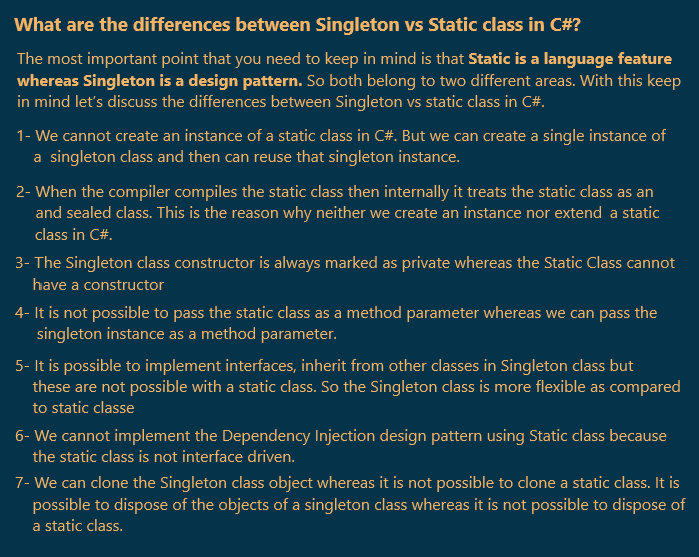 What are the differences between Singleton vs Static class in C#?
The most important point that you need to keep in mind is that Static is a language feature
whereas Singleton is a design pattern. So both belong to two different areas. With this keep
in mind let's discuss the differences between Singleton vs static class in C#.
1- We cannot create an instance of a static class in C#. But we can create a single instance of
a singleton class and then can reuse that singleton instance.
2- When the compiler compiles the static class then internally it treats the static class as an
and sealed class. This is the reason why neither we create an instance nor extend a static
class in C#.
3- The Singleton class constructor is always marked as private whereas the Static Class cannot
have a constructor
4- It is not possible to pass the static class as a method parameter whereas we can pass the
singleton instance as a method parameter.
5- It is possible to implement interfaces, inherit from other classes in Singleton class but
these are not possible with a static class. So the Singleton class is more flexible as compared
to static classe
6- We cannot implement the Dependency Injection design pattern using Static class because
the static class is not interface driven.
7- We can clone the Singleton class object whereas it is not possible to clone a static class. It is
possible to dispose of the objects of a singleton class whereas it is not possible to dispose of
a static class.